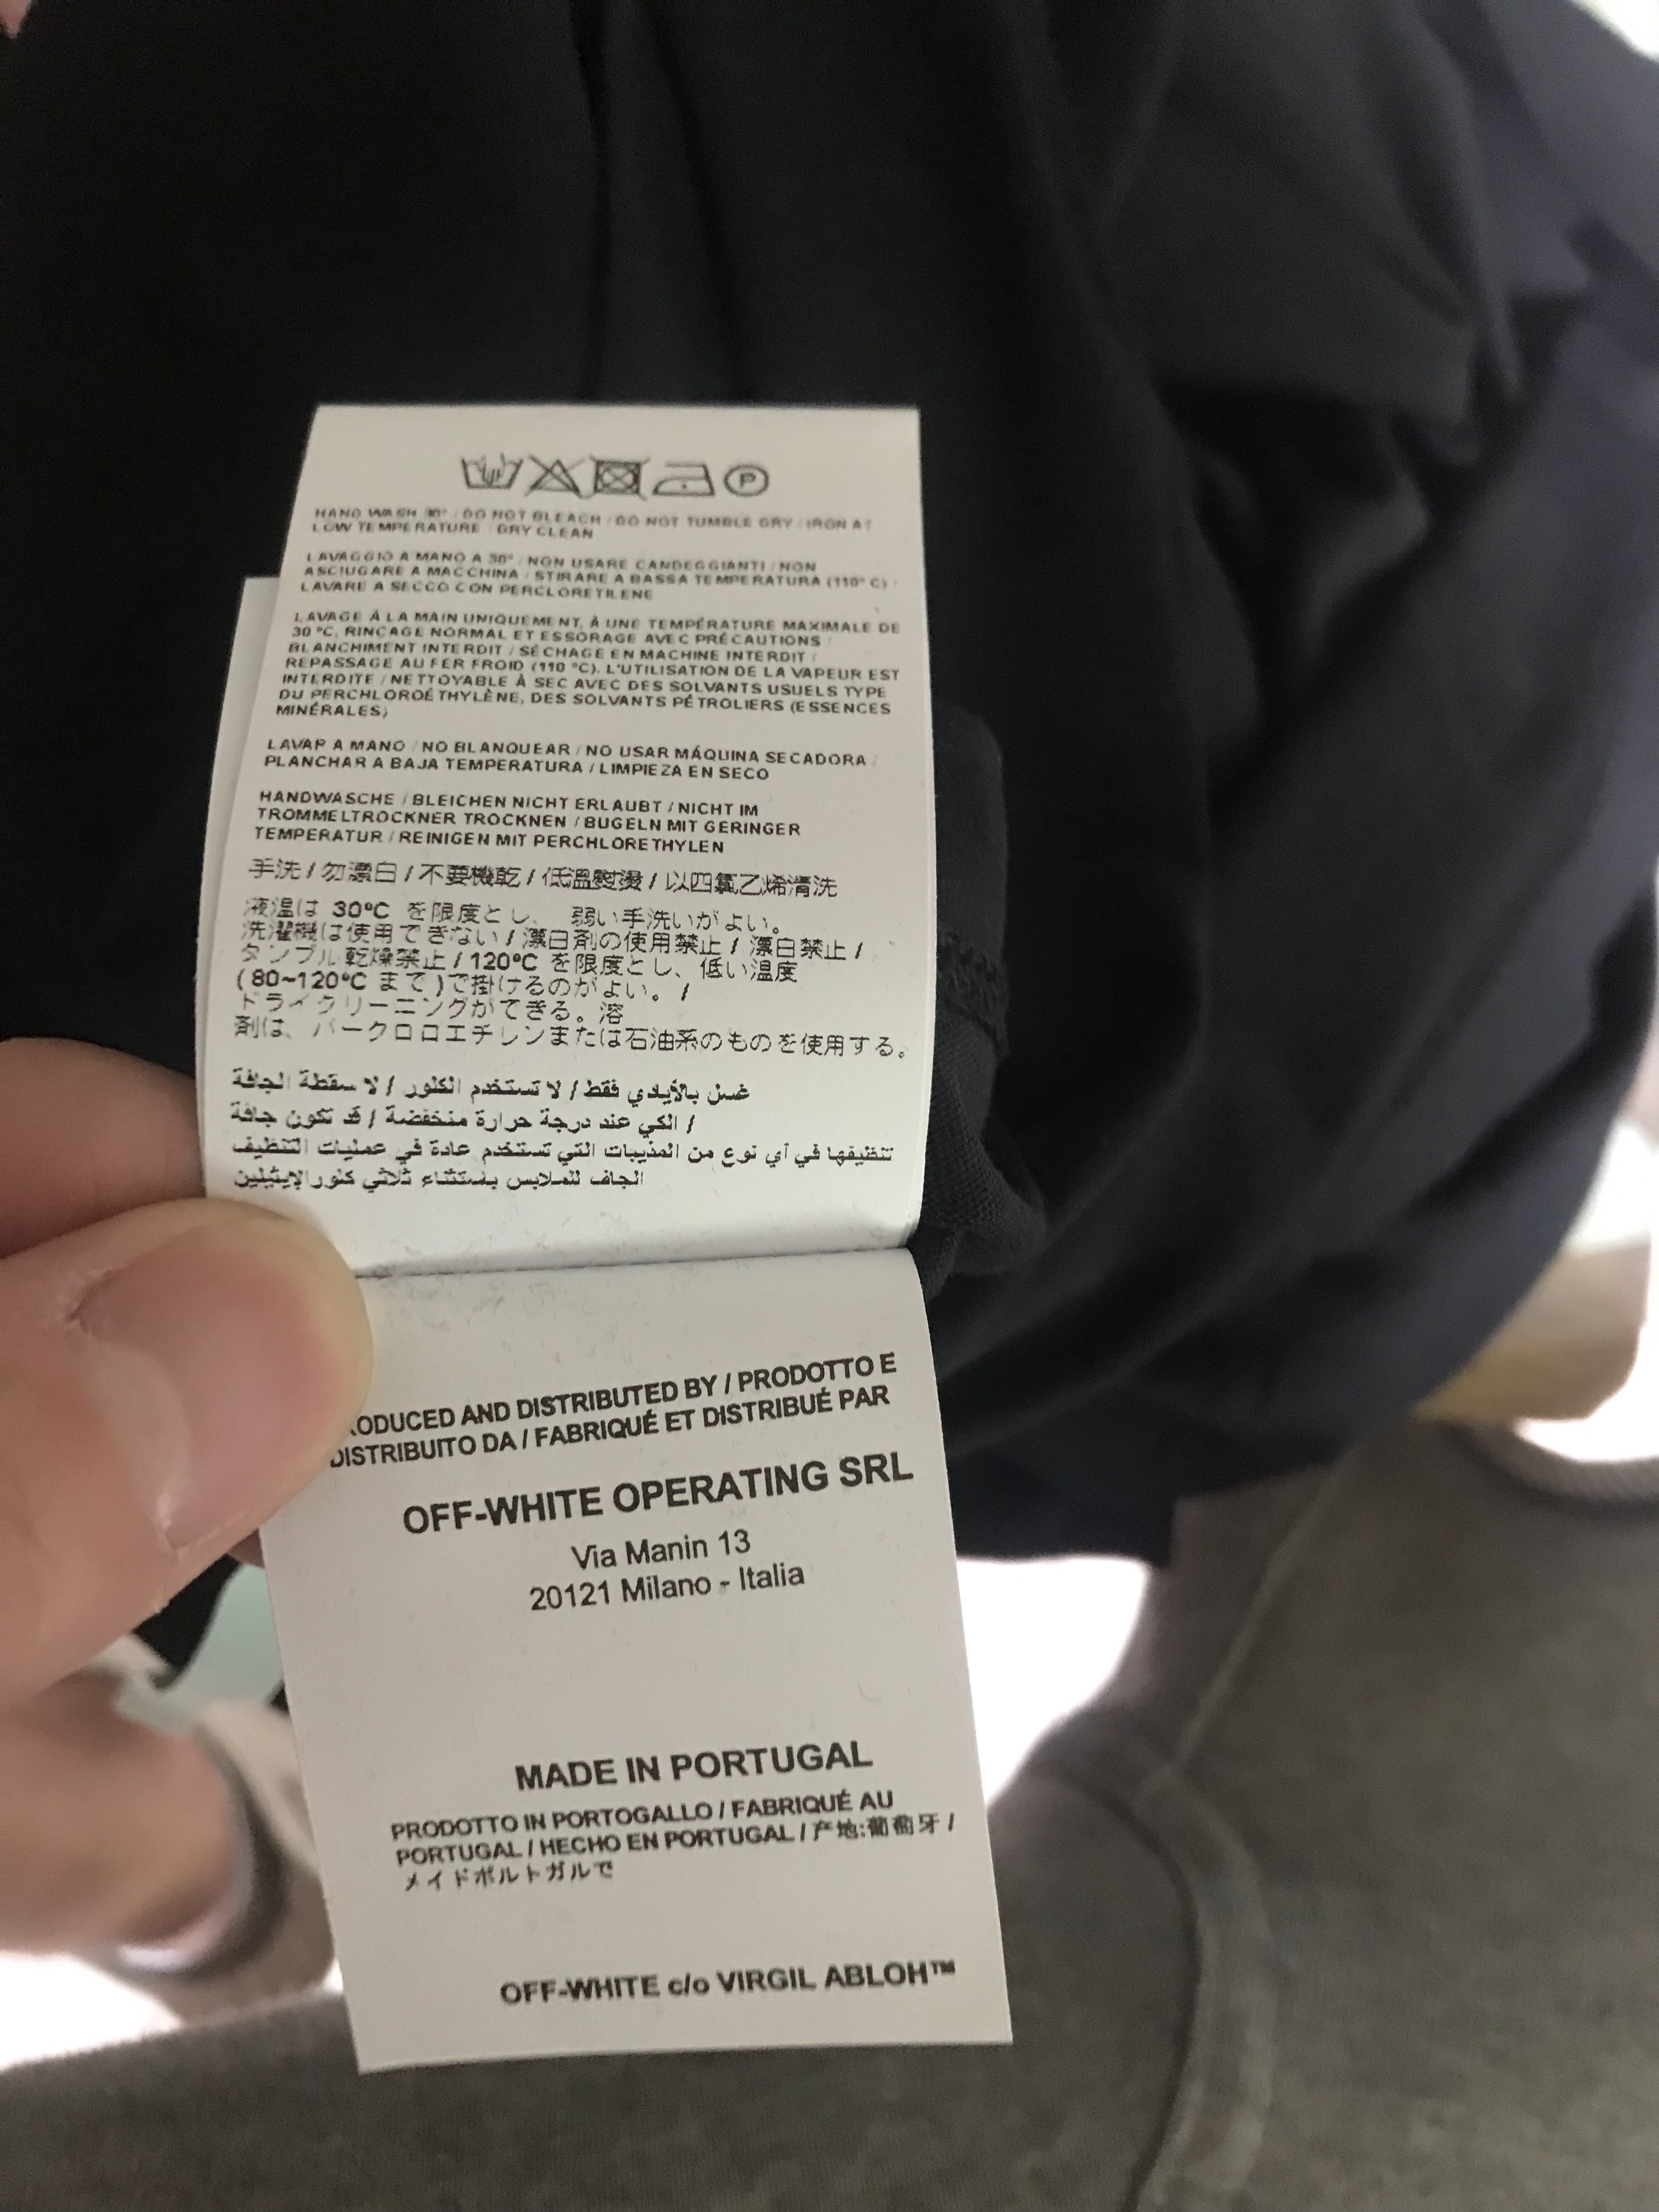 HAND WASH 30° / DO NOT BLEACH / DO NOT TUMBLE DRY / IRON AT
LOW TEMPERATURE / DRY CLEAN
LAVAGGIO A MANO A 30° / NON USARE CANDEGGIANTI / NON
ASCIUGARE A MACCHINA / STIRARE A BASSA TEMPERATURA (110° C) /
LAVARE A SECCO CON PERCLORETILENE
LAVAGE À LA MAIN UNIQUEMENT, À UNE TEMPÉRATURE MAXIMALE DE
30 °C, RINCAGE NORMAL ET ESSORAGE AVEC PRÉCAUTIONS /
BLANCHIMENT INTERDIT / SÉCHAGE EN MACHINE INTERDIT /
REPASSAGE AU FER FROID (110 °C). L'UTILISATION DE LA VAPEUR EST
INTERDITE / NETTOYABLE À SEC AVEC DES SOLVANTS USUELS TYPE
DU PERCHLOROÉTHYLÈNE, DES SOLVANTS PÉTROLIERS (ESSENCES
MINÉRALES)
LAVAP A MANO / NO BLANQUEAR / NO USAR MÁQUINA SECADORA /
PLANCHAR A BAJA TEMPERATURA / LIMPIEZA EN SECO
HANDWASCHE / BLEICHEN NICHT ERLAUBT / NICHT IM
TROMMELTROCKNER TROCKNEN / BUGELN MIT GERINGER
TEMPERATUR / REINIGEN MIT PERCHLORETHYLEN
手洗 / 勿漂白 / 不要機乾 / 低溫熨燙 / 以四氯乙烯清洗
液温は 30°C を限度とし、 弱い手洗いがよい。
洗濯機は使用できない / 漂白剤の使用禁止 / 漂白禁止 /
タンブル乾燥禁止 / 120°C を限度とし、低い温度
( 80~120°C まで )で掛けるのがよい。 /
ドライクリーニングができる。溶
剤は、パークロロエチレンまたは石油系のものを使用する。
غسل بالأيادي فقط / لا تستخدم الكلور / لا سقطة الجافة
/ الكي عند درجة حرارة منخفضة / قد تكون جافة
تنظيفها في أي نوع من المذيبات التي تستخدم عادة في عمليات التنظيف
الجاف للملابس باستثناء ثلاثي كلور الإيثيلين
RODUCED AND DISTRIBUTED BY / PRODOTTO E
DISTRIBUITO DA / FABRIQUÉ ET DISTRIBUÉ PAR
OFF-WHITE OPERATING SRL
Via Manin 13
20121 Milano - Italia
MADE IN PORTUGAL
PRODOTTO IN PORTOGALLO / FABRIQUÉ AU
PORTUGAL / HECHO EN PORTUGAL / 产地:葡萄牙 /
メイドポルトガルで
OFF-WHITE c/o VIRGIL ABLOH™